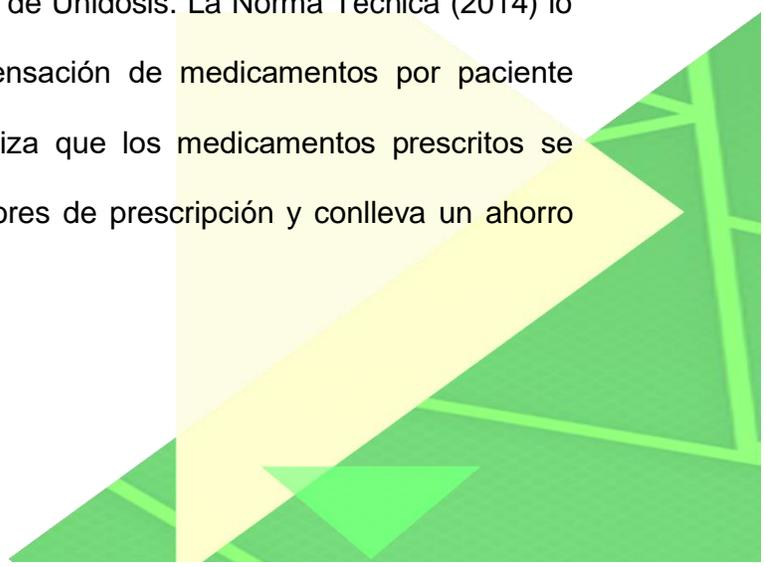 de Unidosis. La Norma Técnica (2014) lo
ensación de medicamentos por paciente
iza que los medicamentos prescritos se
ores de prescripción y conlleva un ahorro